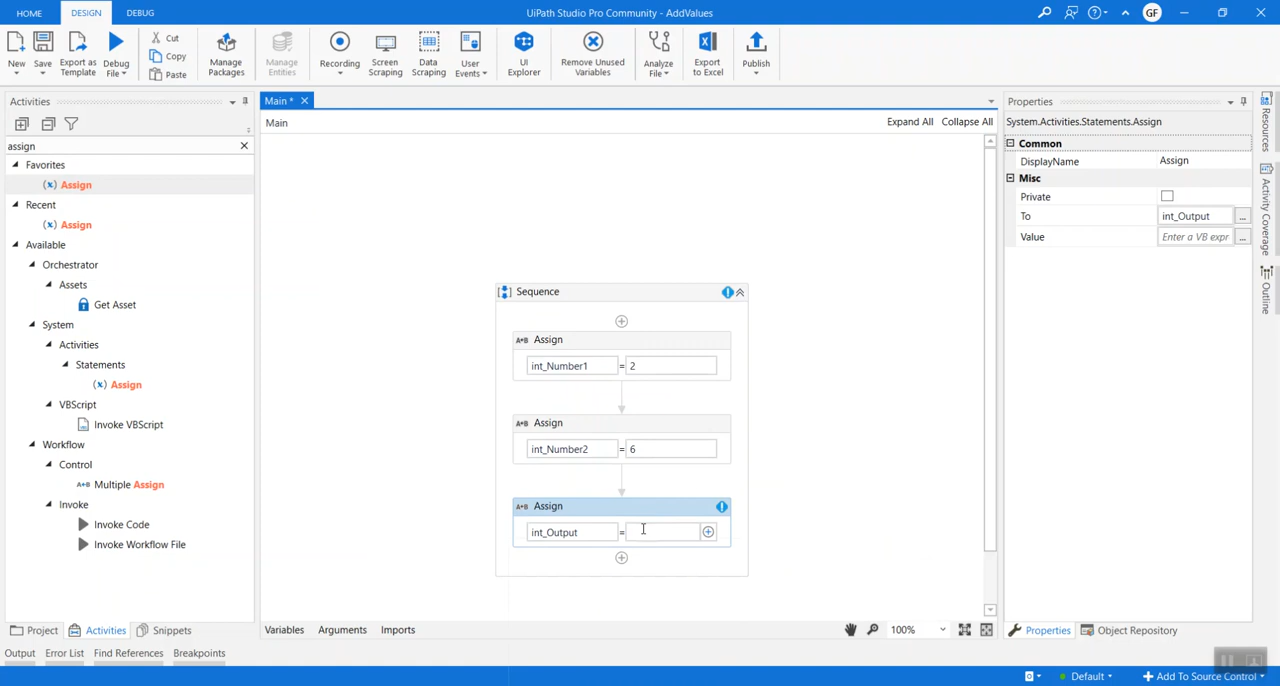 HOME DESIGN DEBUG UiPath Studio Pro Community - AddValues GF
New Save Export as Template Debug File Cut Copy Paste Manage Packages Manage Entities Recording Screen Scraping Data Scraping User Events UI Explorer Remove Unused Variables Analyze File Export to Excel Publish
Activities
assign
Favorites
Assign
Recent
Assign
Available
Orchestrator
Assets
Get Asset
System
Activities
Statements
Assign
VBScript
Invoke VBScript
Workflow
Control
Multiple Assign
Invoke
Invoke Code
Invoke Workflow File
Project Activities Snippets
Main *
Main Expand All Collapse All
Sequence
A+B Assign
int_Number1 = 2
A+B Assign
int_Number2 = 6
A+B Assign
int_Output =
Variables Arguments Imports 100%
Properties
System.Activities.Statements.Assign
Common
DisplayName Assign
Misc
Private
To int_Output ...
Value Enter a VB expr ...
Properties Object Repository
Resources
Activity Coverage
Outline
Output Error List Find References Breakpoints
0 Default Add To Source Control